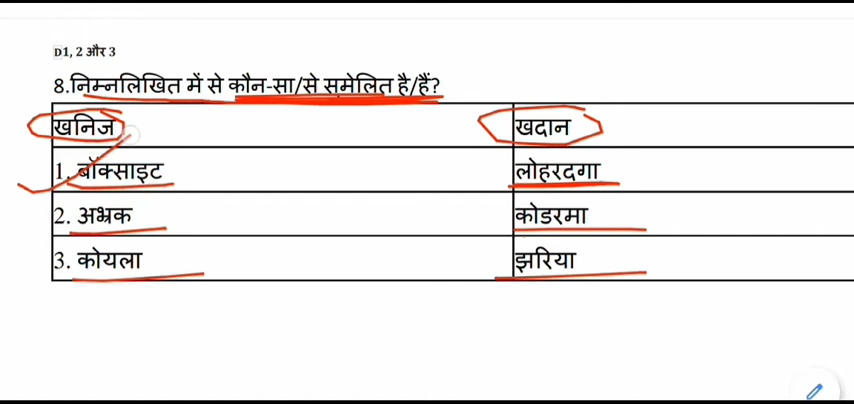 D1, 2 और 3
8.निम्नलिखित में से कौन-सा/से सुमेलित है/हैं?
खनिज खदान
1. बॉक्साइट लोहरदगा
2. अभ्रक कोडरमा
3. कोयला झरिया